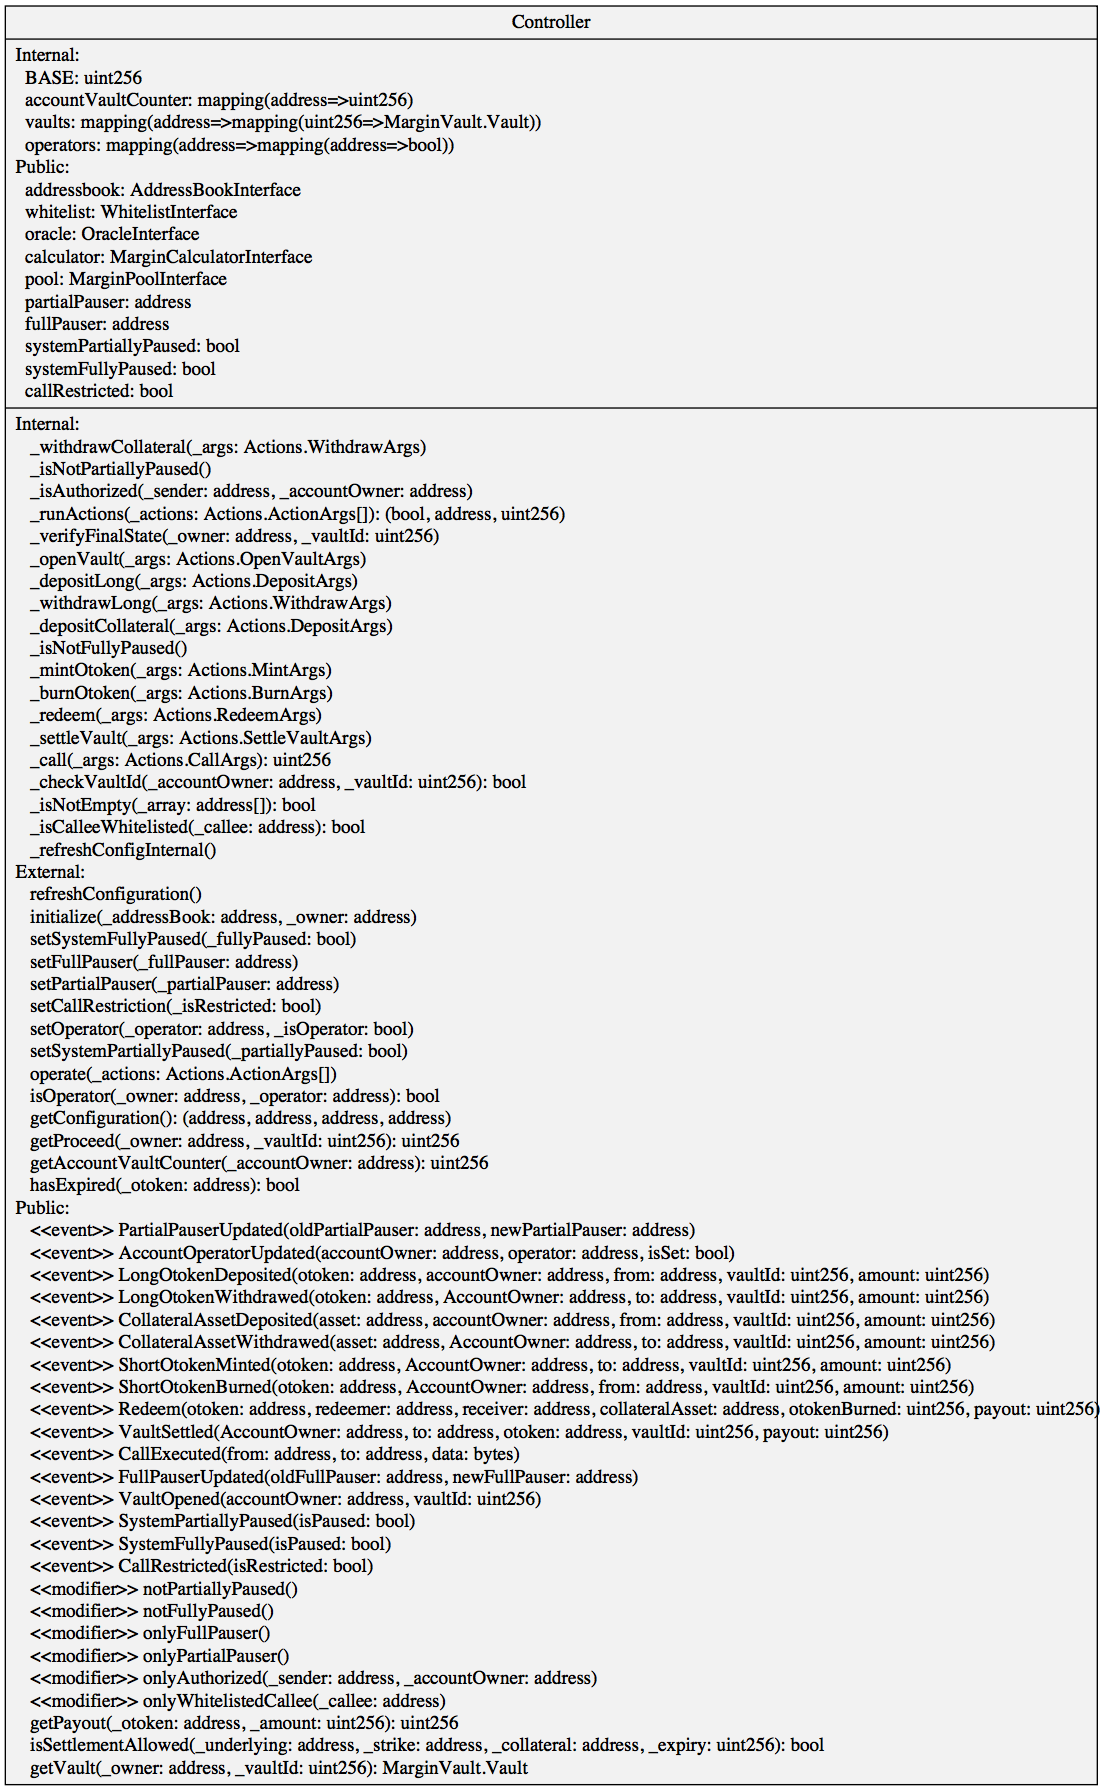 Controller
Internal:
BASE: uint256
accountVaultCounter: mapping(address=>uint256)
vaults: mapping(address=>mapping(uint256=>MarginVault.Vault))
operators: mapping(address=>mapping(address=>bool))
Public:
addressbook: AddressBookInterface
whitelist: WhitelistInterface
oracle: OracleInterface
calculator: MarginCalculatorInterface
pool: MarginPoolInterface
partialPauser: address
fullPauser: address
systemPartiallyPaused: bool
systemFullyPaused: bool
callRestricted: bool
Internal:
_withdrawCollateral(_args: Actions.WithdrawArgs)
_isNotPartiallyPaused()
_isAuthorized(_sender: address, _accountOwner: address)
_runActions(_actions: Actions.ActionArgs[]): (bool, address, uint256)
_verifyFinalState(_owner: address, _vaultId: uint256)
_openVault(_args: Actions.OpenVaultArgs)
_depositLong(_args: Actions.DepositArgs)
_withdrawLong(_args: Actions.WithdrawArgs)
_depositCollateral(_args: Actions.DepositArgs)
_isNotFullyPaused()
_mintOtoken(_args: Actions.MintArgs)
_burnOtoken(_args: Actions.BurnArgs)
_redeem(_args: Actions.RedeemArgs)
_settleVault(_args: Actions.SettleVaultArgs)
_call(_args: Actions.CallArgs): uint256
_checkVaultId(_accountOwner: address, _vaultId: uint256): bool
_isNotEmpty(_array: address[]): bool
_isCalleeWhitelisted(_callee: address): bool
_refreshConfigInternal()
External:
refreshConfiguration()
initialize(_addressBook: address, _owner: address)
setSystemFullyPaused(_fullyPaused: bool)
setFullPauser(_fullPauser: address)
setPartialPauser(_partialPauser: address)
setCallRestriction(_isRestricted: bool)
setOperator(_operator: address, _isOperator: bool)
setSystemPartiallyPaused(_partiallyPaused: bool)
operate(_actions: Actions.ActionArgs[])
isOperator(_owner: address, _operator: address): bool
getConfiguration(): (address, address, address, address)
getProceed(_owner: address, _vaultId: uint256): uint256
getAccountVaultCounter(_accountOwner: address): uint256
hasExpired(_otoken: address): bool
Public:
<<event>> PartialPauserUpdated(oldPartialPauser: address, newPartialPauser: address)
<<event>> AccountOperatorUpdated(accountOwner: address, operator: address, isSet: bool)
<<event>> LongOtokenDeposited(otoken: address, accountOwner: address, from: address, vaultId: uint256, amount: uint256)
<<event>> LongOtokenWithdrawed(otoken: address, AccountOwner: address, to: address, vaultId: uint256, amount: uint256)
<<event>> CollateralAssetDeposited(asset: address, accountOwner: address, from: address, vaultId: uint256, amount: uint256)
<<event>> CollateralAssetWithdrawed(asset: address, AccountOwner: address, to: address, vaultId: uint256, amount: uint256)
<<event>> ShortOtokenMinted(otoken: address, AccountOwner: address, to: address, vaultId: uint256, amount: uint256)
<<event>> ShortOtokenBurned(otoken: address, AccountOwner: address, from: address, vaultId: uint256, amount: uint256)
<<event>> Redeem(otoken: address, redeemer: address, receiver: address, collateralAsset: address, otokenBurned: uint256, payout: uint256)
<<event>> VaultSettled(AccountOwner: address, to: address, otoken: address, vaultId: uint256, payout: uint256)
<<event>> CallExecuted(from: address, to: address, data: bytes)
<<event>> FullPauserUpdated(oldFullPauser: address, newFullPauser: address)
<<event>> VaultOpened(accountOwner: address, vaultId: uint256)
<<event>> SystemPartiallyPaused(isPaused: bool)
<<event>> SystemFullyPaused(isPaused: bool)
<<event>> CallRestricted(isRestricted: bool)
<<modifier>> notPartiallyPaused()
<<modifier>> notFullyPaused()
<<modifier>> onlyFullPauser()
<<modifier>> onlyPartialPauser()
<<modifier>> onlyAuthorized(_sender: address, _accountOwner: address)
<<modifier>> onlyWhitelistedCallee(_callee: address)
getPayout(_otoken: address, _amount: uint256): uint256
isSettlementAllowed(_underlying: address, _strike: address, _collateral: address, _expiry: uint256): bool
getVault(_owner: address, _vaultId: uint256): MarginVault.Vault